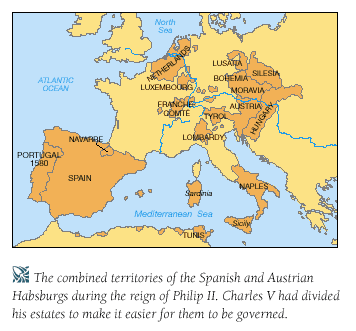 North
Sea
NETHERLANDS
LUSATIA
BOHEMIA
SILESIA
LUXEMBOURG
MORAVIA
ATLANTIC
OCEAN
FRANCHE
COMTÉ
AUSTRIA
HUNGARY
TYROL
NAVARRE
LOMBARDY
PORTUGAL
1580
SPAIN
NAPLES
Sardinia
Mediterranean Sea
Sicily
TUNIS
The combined territories of the Spanish and Austrian
Habsburgs during the reign of Philip II. Charles V had divided
his estates to make it easier for them to be governed.